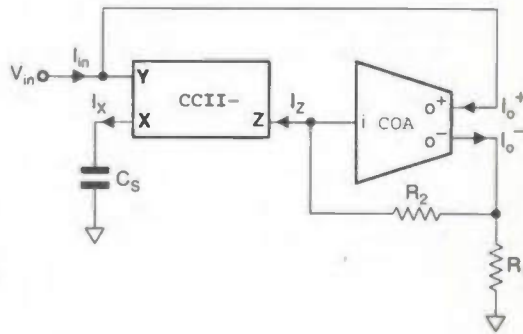 Iin
Io+
Vin
Y
CCII-
IX
X
IZ
Z
i COA
o+
o-
Io-
CS
R2
R